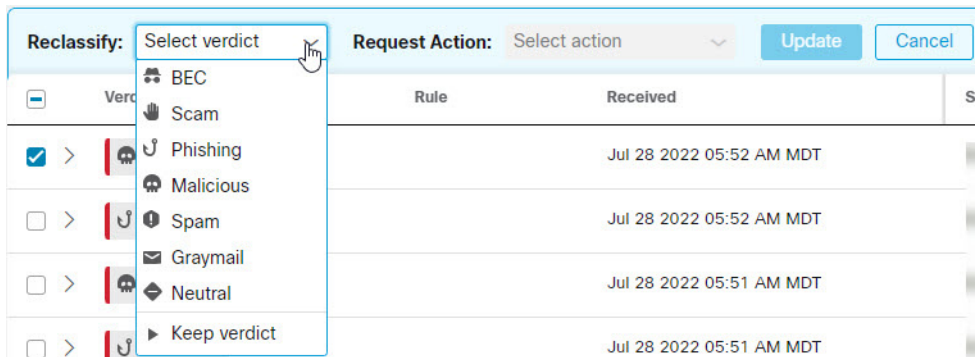 Reclassify: Select verdict Request Action: Select action Update Cancel
BEC
Verd Rule Received S
Scam
Phishing Jul 28 2022 05:52 AM MDT
Malicious
Spam Jul 28 2022 05:52 AM MDT
Graymail
Neutral Jul 28 2022 05:51 AM MDT
Keep verdict
Jul 28 2022 05:51 AM MDT